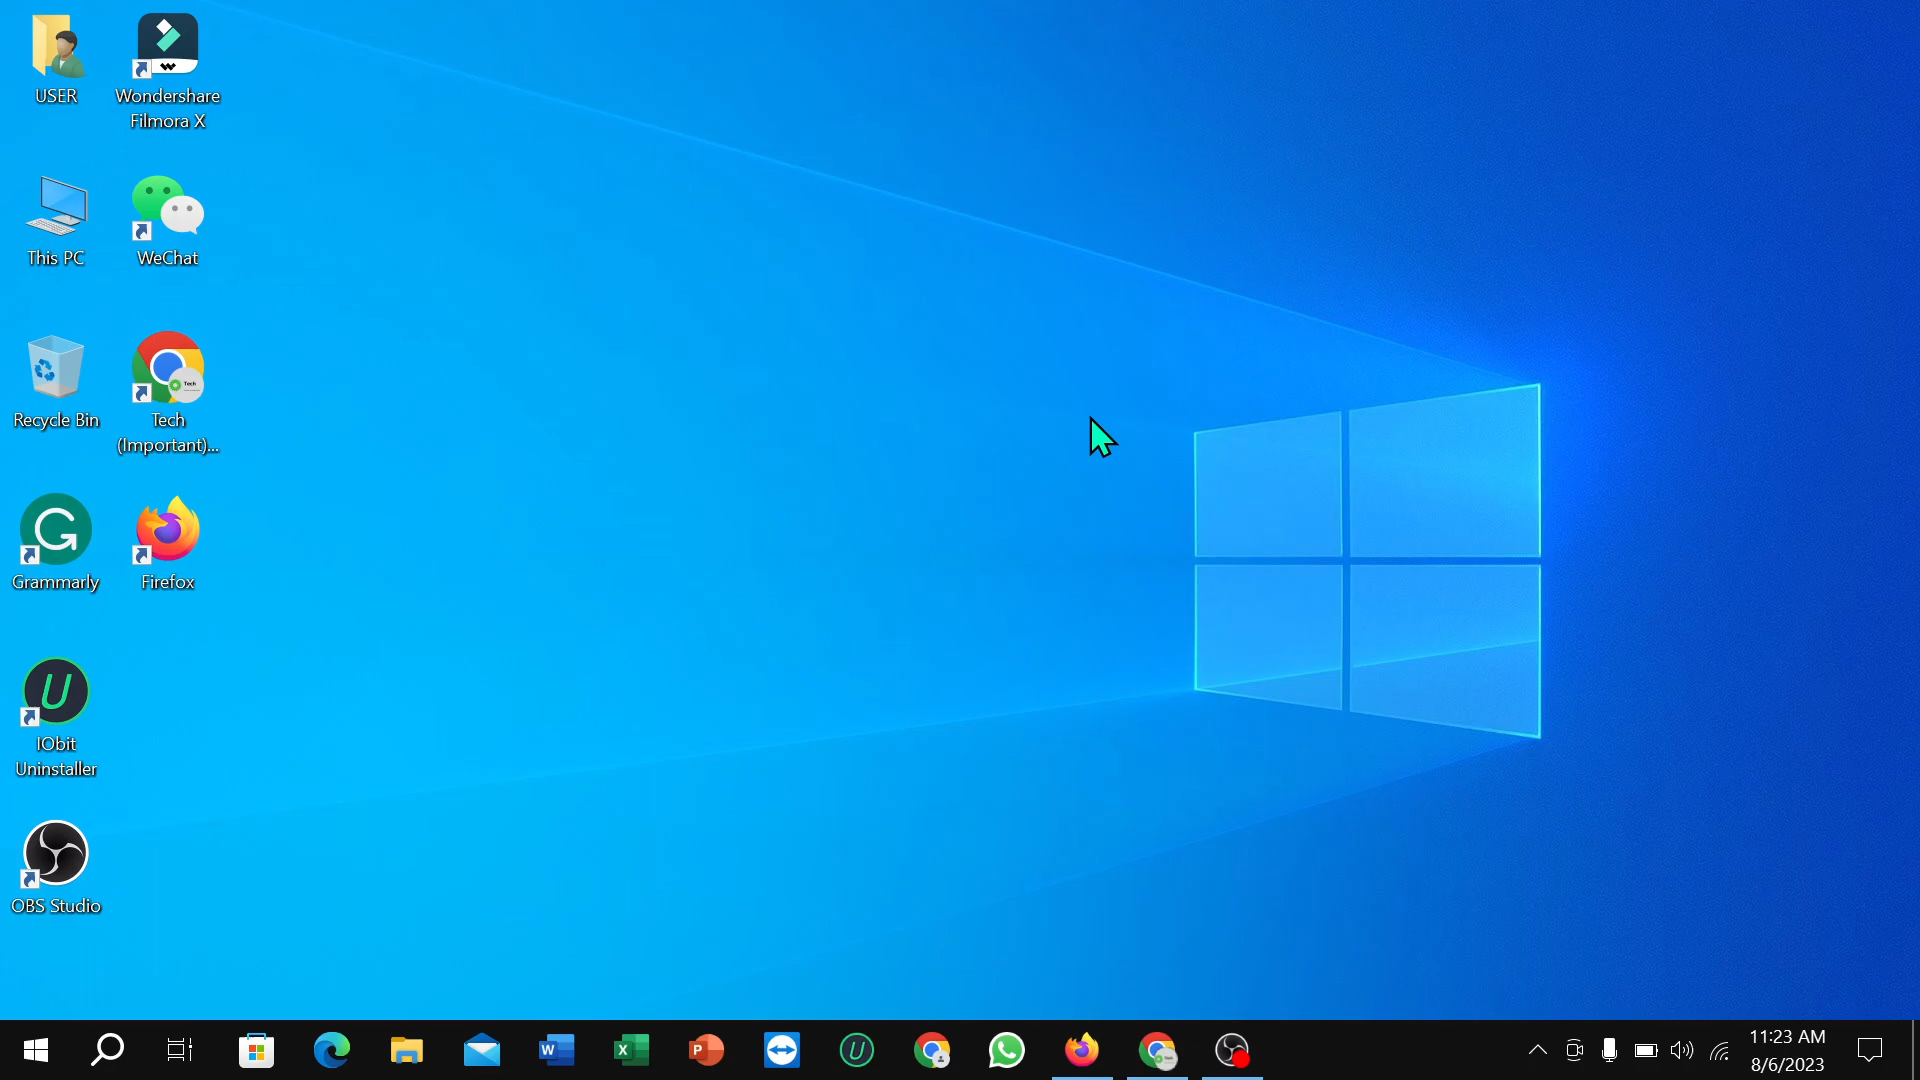 USER
Wondershare
Filmora X
This PC
WeChat
Recycle Bin
Tech
Tech
(Important)...
Grammarly
Firefox
IObit
Uninstaller
OBS Studio
11:23 AM
8/6/2023